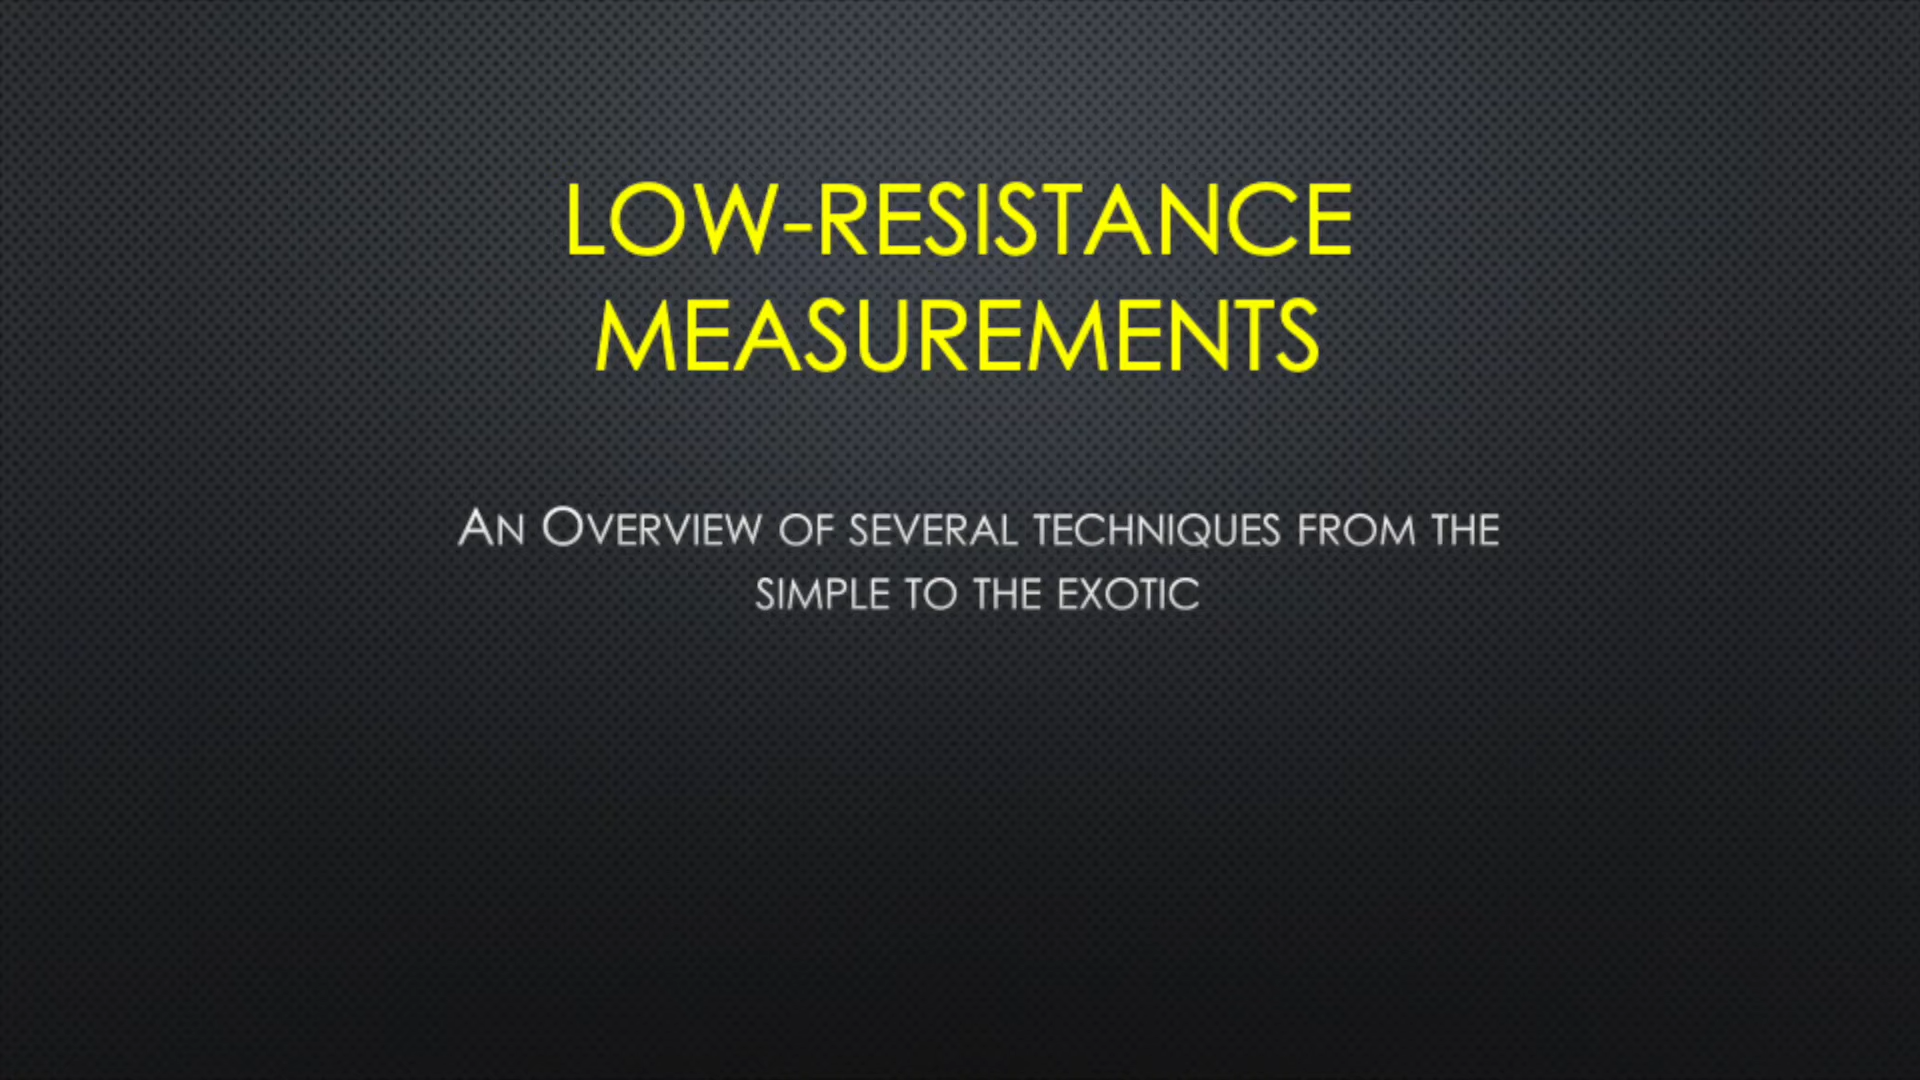 LOW-RESISTANCE
MEASUREMENTS
An Overview of several techniques from the
simple to the exotic